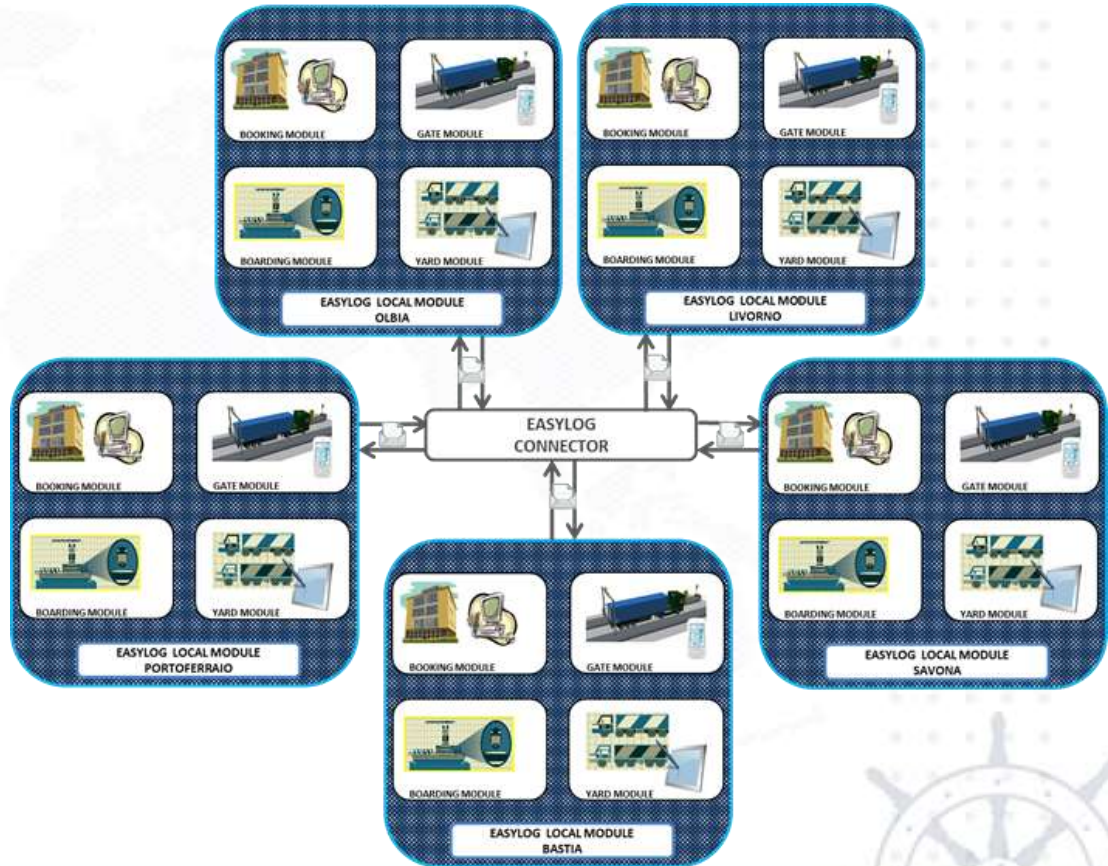 BOOKING MODULE
GATE MODULE
BOARDING MODULE
YARD MODULE
EASYLOG LOCAL MODULE
OLBIA
BOOKING MODULE
GATE MODULE
BOARDING MODULE
YARD MODULE
EASYLOG LOCAL MODULE
LIVORNO
BOOKING MODULE
GATE MODULE
BOARDING MODULE
YARD MODULE
EASYLOG LOCAL MODULE
PORTOFERRAIO
EASYLOG
CONNECTOR
BOOKING MODULE
GATE MODULE
BOARDING MODULE
YARD MODULE
EASYLOG LOCAL MODULE
SAVONA
BOOKING MODULE
GATE MODULE
BOARDING MODULE
YARD MODULE
EASYLOG LOCAL MODULE
BASTIA